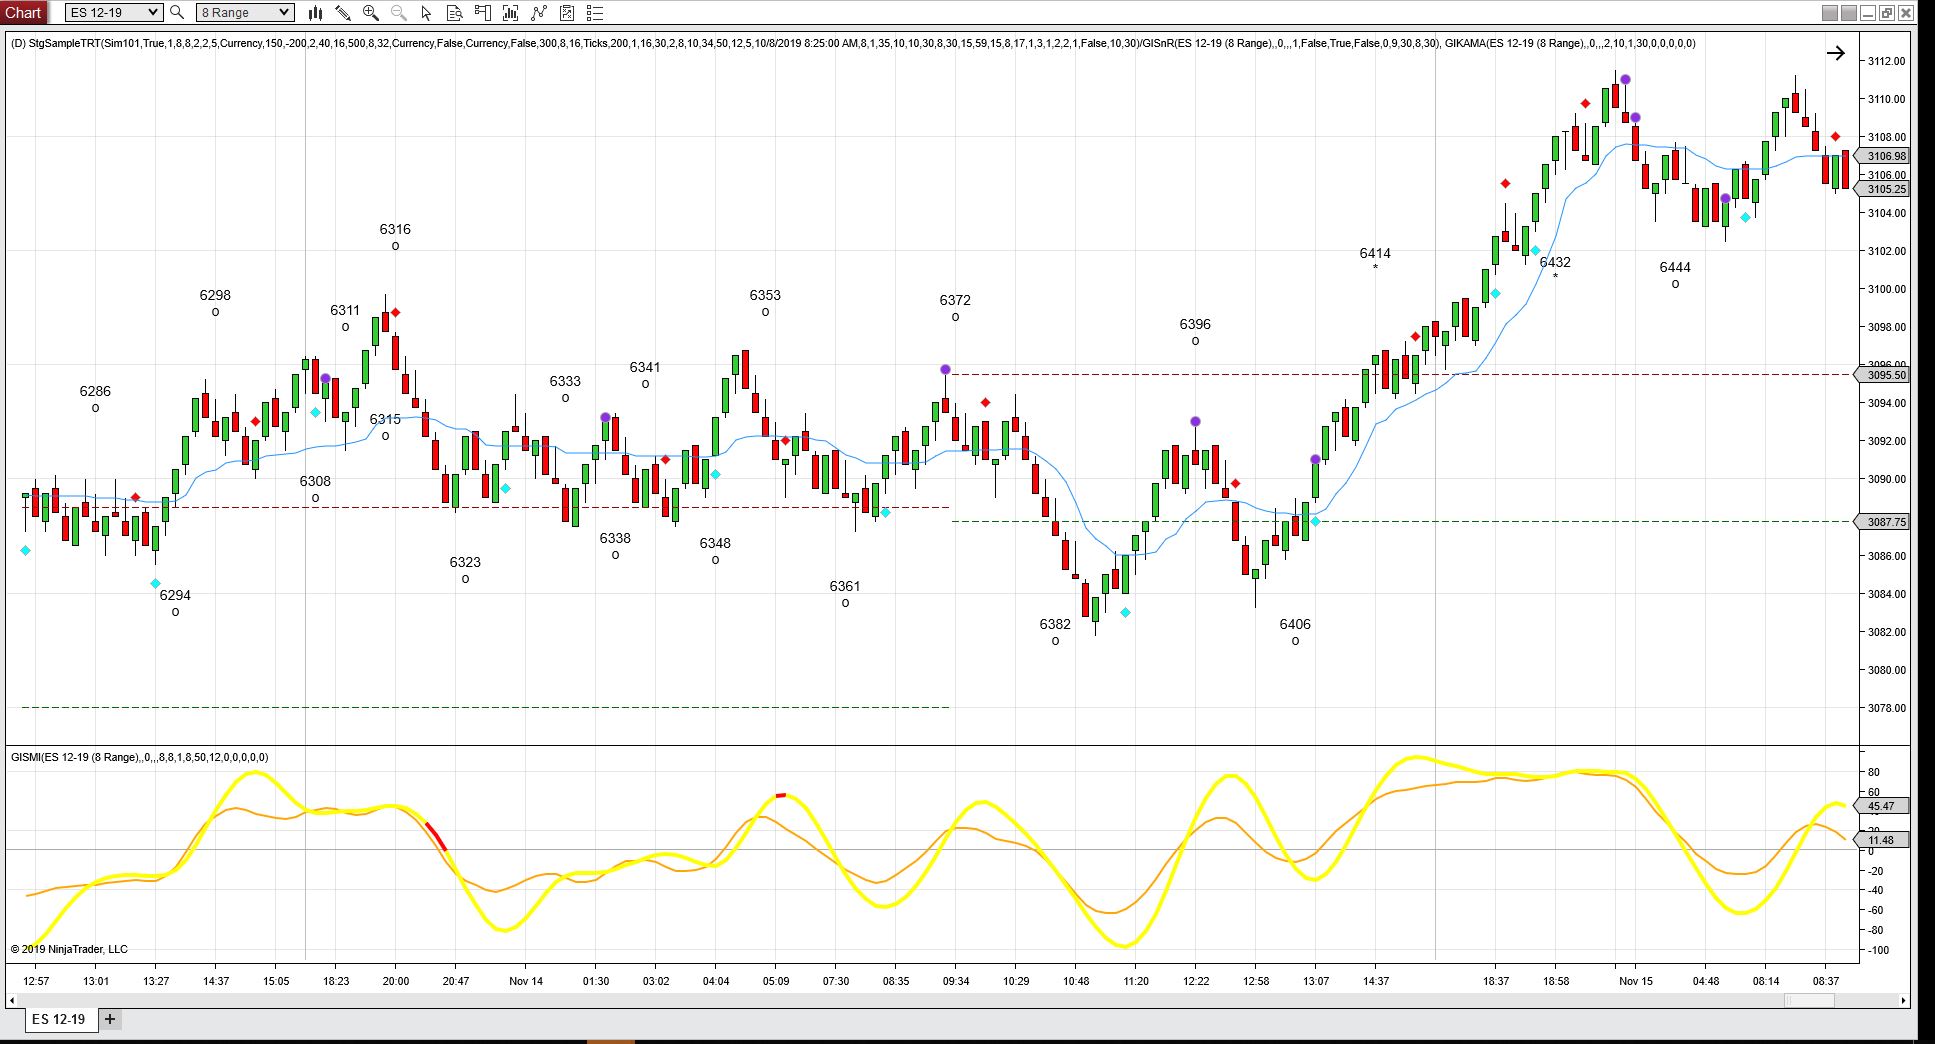 Chart ES 12-19 8 Range
(D) StgSampleTRT(Sim101,True,1,8,8,2,2,5,Currency,150,-200,2,40,16,500,8,32,Currency,False,Currency,False,300,8,16,Ticks,200,1,16,30,2,8,10,34,50,12,5,10/8/2019 8:25:00 AM,8,1,35,10,10,30,8,30,15,59,15,8,17,1,3,1,2,2,1,False,10,30)/GISnR(ES 12-19 (8 Range),,0,,,1,False,True,False,0,9,30,8,30), GIKAMA(ES 12-19 (8 Range),,0,,,2,10,1,30,0,0,0,0,0)
3112.00
3110.00
3108.00
3106.98
3106.00
3105.25
3104.00
3102.00
3100.00
3098.00
3096.00
3095.50
3094.00
3092.00
3090.00
3088.00
3087.75
3086.00
3084.00
3082.00
3080.00
3078.00
6316
o
6414
*
6432
*
6444
o
6298
o
6311
o
6353
o
6372
o
6396
o
6286
o
6333
o
6341
o
6315
o
6308
o
6294
o
6323
o
6338
o
6348
o
6361
o
6382
o
6406
o
GISMI(ES 12-19 (8 Range),,0,,,8,8,1,8,50,12,0,0,0,0,0)
80
60
45.47
20
11.48
0
-20
-40
-60
-80
-100
© 2019 NinjaTrader, LLC
12:57 13:01 13:27 14:37 15:05 18:23 20:00 20:47 Nov 14 01:30 03:02 04:04 05:09 07:30 08:35 09:34 10:29 10:48 11:20 12:22 12:58 13:07 14:37 18:37 18:58 Nov 15 04:48 08:14 08:37
ES 12-19 +